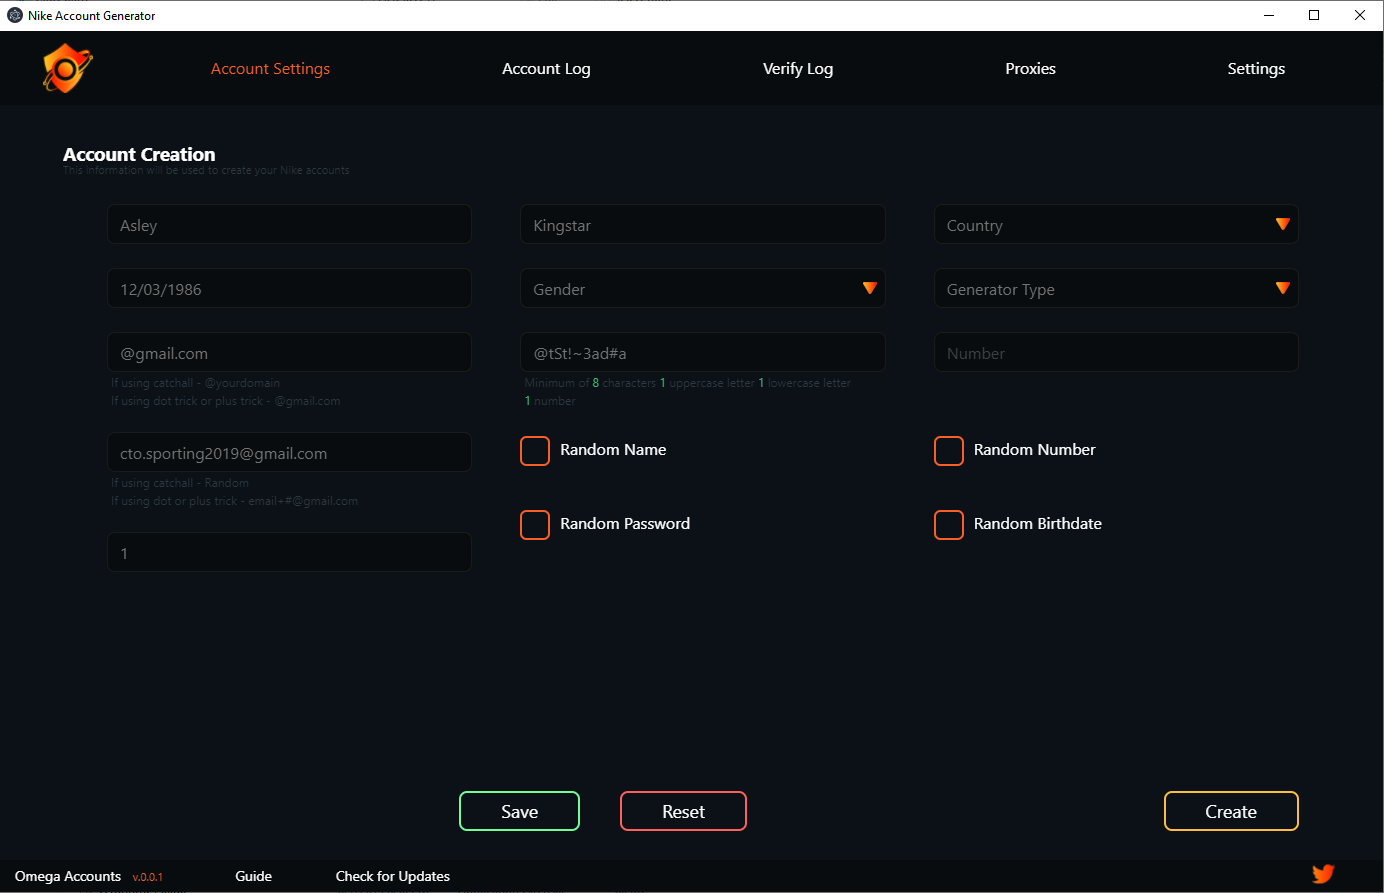 Nike Account Generator
Account Settings Account Log Verify Log Proxies Settings
Account Creation
This information will be used to create your Nike accounts
Asley Kingstar Country
12/03/1986 Gender Generator Type
@gmail.com @tSt!~3ad#a Number
If using catchall - @yourdomain Minimum of 8 characters 1 uppercase letter 1 lowercase letter
If using dot trick or plus trick - @gmail.com 1 number
cto.sporting2019@gmail.com Random Name Random Number
If using catchall - Random
If using dot or plus trick - email+#@gmail.com
Random Password Random Birthdate
1
Save Reset Create
Omega Accounts v.0.0.1 Guide Check for Updates